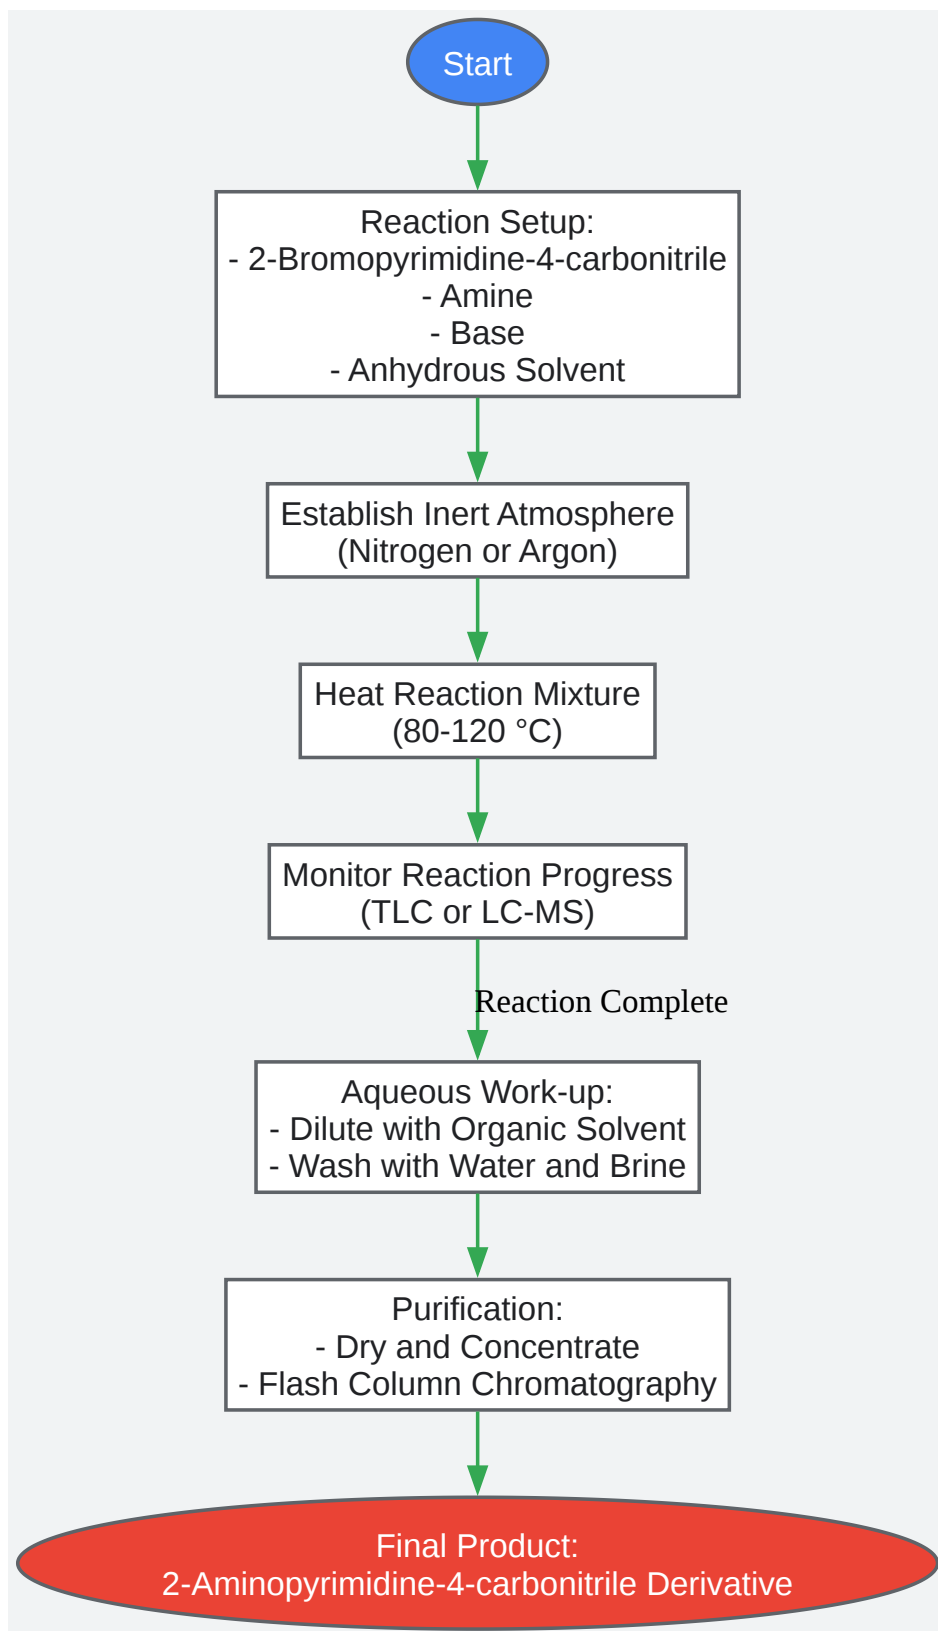 Start
Reaction Setup:
- 2-Bromopyrimidine-4-carbonitrile
- Amine
- Base
- Anhydrous Solvent
Establish Inert Atmosphere
(Nitrogen or Argon)
Heat Reaction Mixture
(80-120 °C)
Monitor Reaction Progress
(TLC or LC-MS)
Reaction Complete
Aqueous Work-up:
- Dilute with Organic Solvent
- Wash with Water and Brine
Purification:
- Dry and Concentrate
- Flash Column Chromatography
Final Product:
2-Aminopyrimidine-4-carbonitrile Derivative